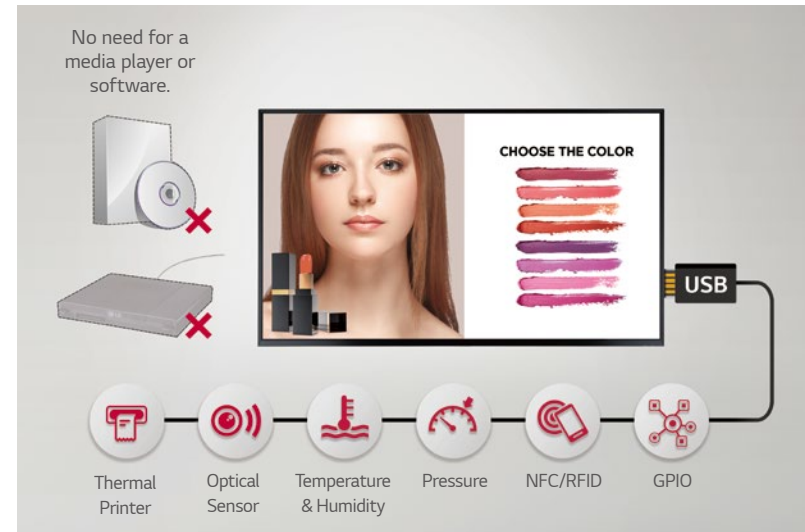 No need for a
media player or
software.
CHOOSE THE COLOR
USB
Thermal
Printer
Optical
Sensor
Temperature
& Humidity
Pressure
NFC/RFID
GPIO